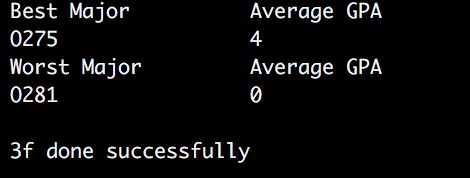 Best Major Average GPA
O275 4
Worst Major Average GPA
O281 0
3f done successfully